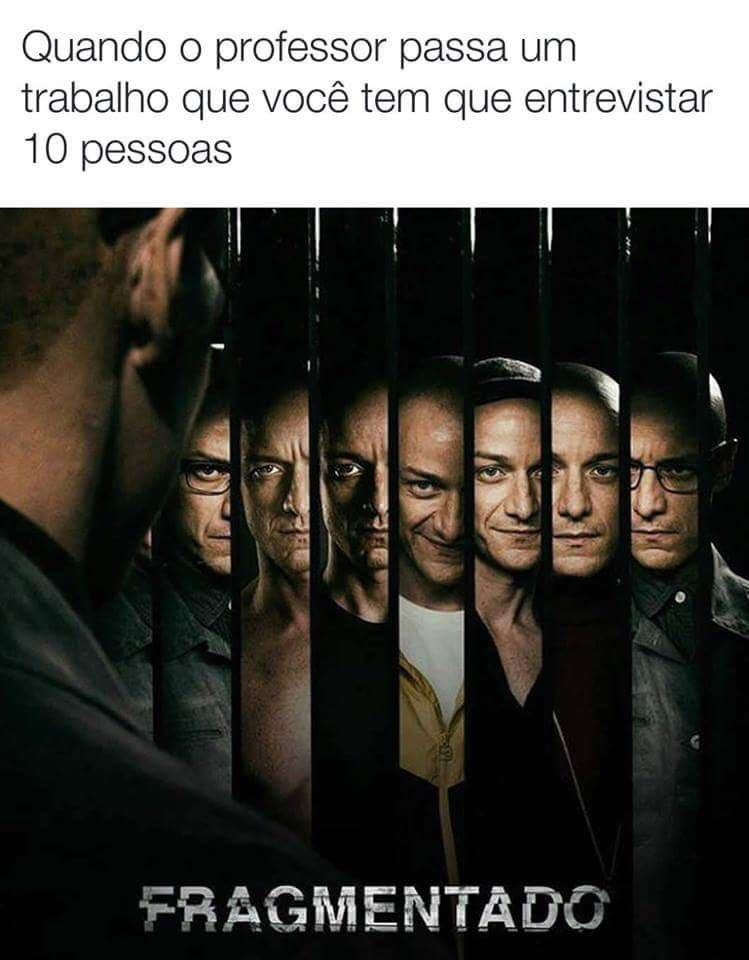 Quando o professor passa um
trabalho que você tem que entrevistar
10 pessoas
FRAGMENTADO